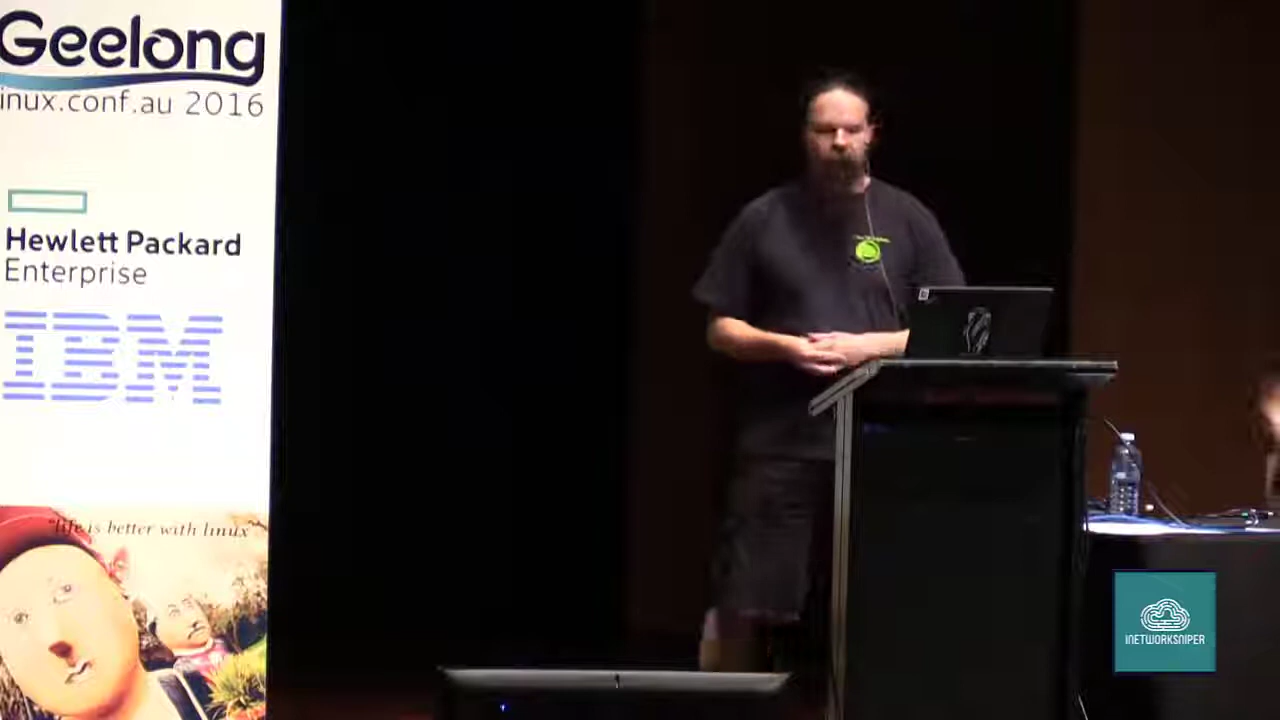 Geelong
inux.conf.au 2016
Hewlett Packard
Enterprise
IBM
"life is better with linux"
INETWORKSNIPER